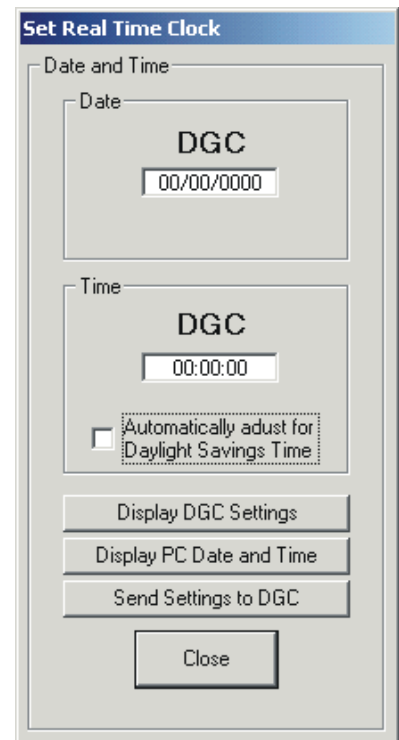 Set Real Time Clock
Date and Time
Date
DGC
00/00/0000
Time
DGC
00:00:00
Automatically adust for
Daylight Savings Time
Display DGC Settings
Display PC Date and Time
Send Settings to DGC
Close